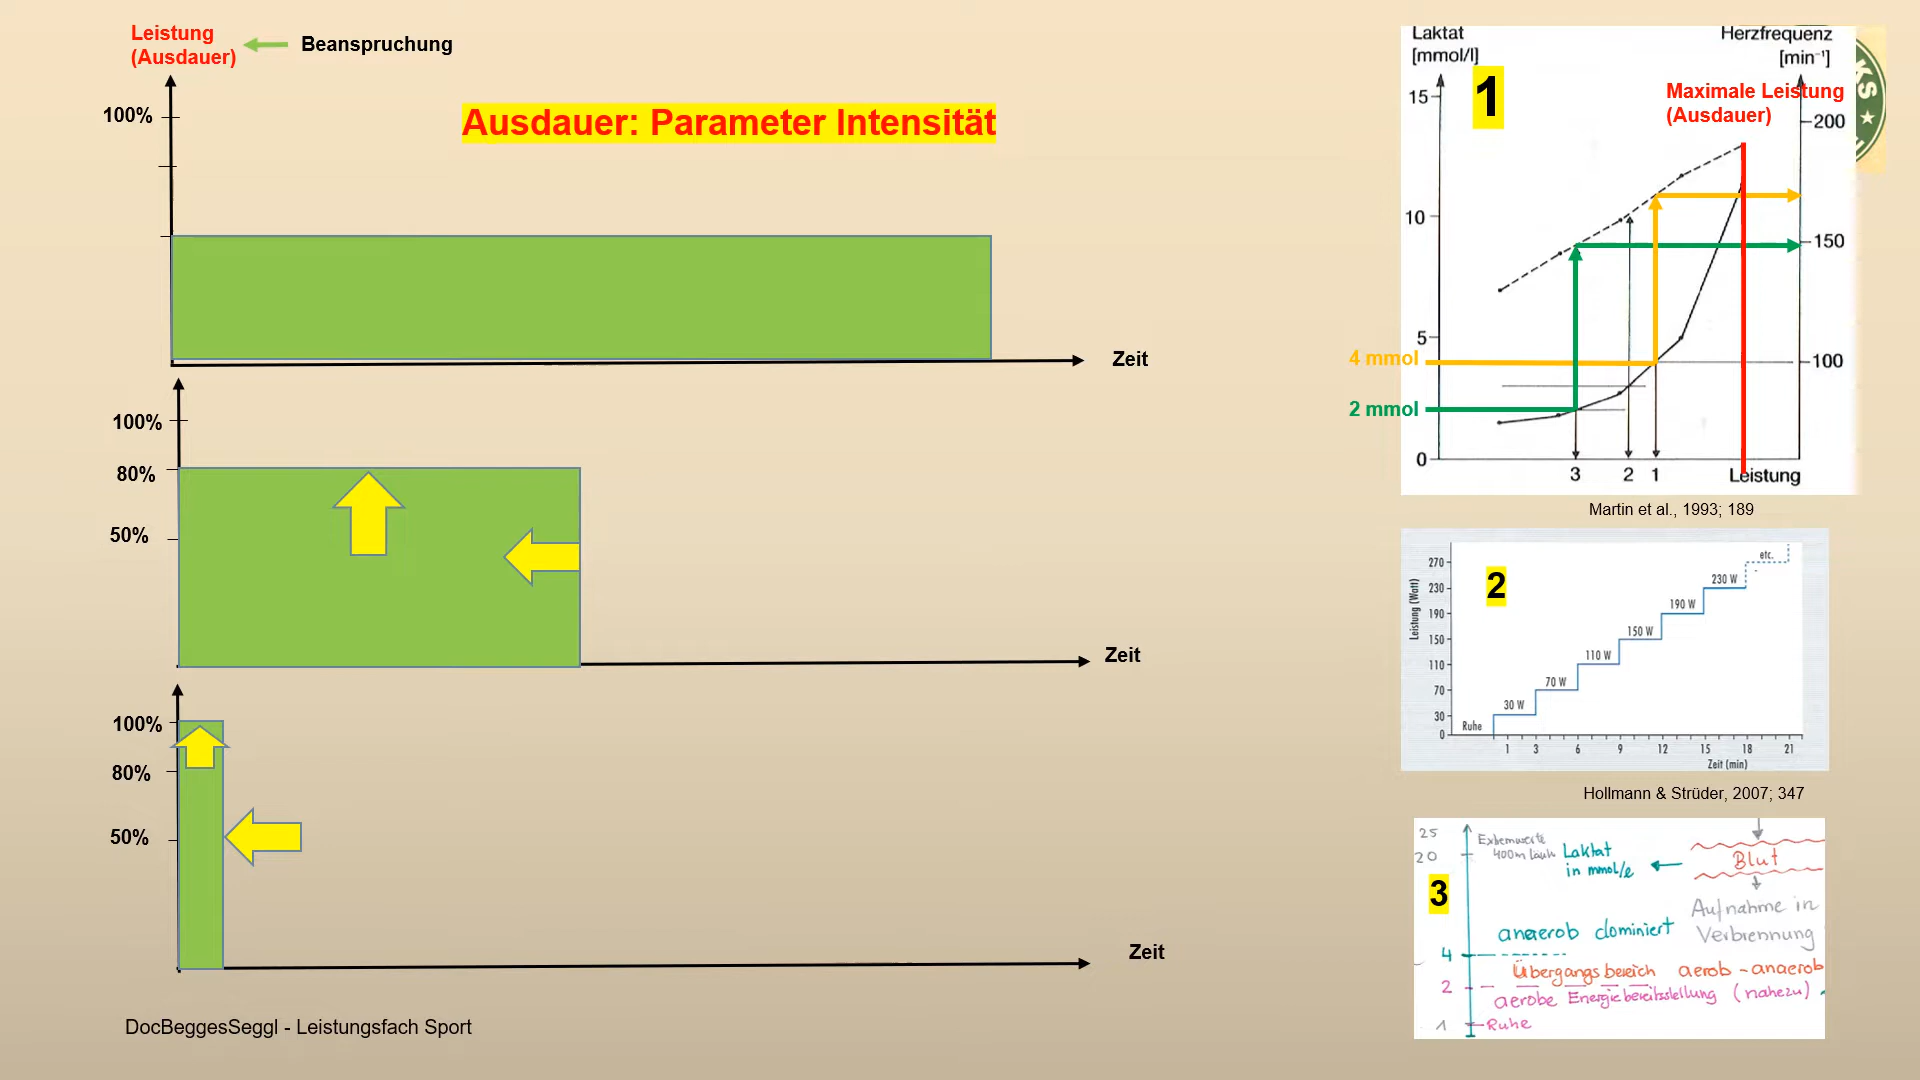 Leistung
(Ausdauer)
Beanspruchung
100%
Ausdauer: Parameter Intensität
Zeit
100%
80%
50%
Zeit
100%
80%
50%
Zeit
DocBeggesSeggl - Leistungsfach Sport
Laktat
[mmol/l]
Herzfrequenz
[min⁻¹]
1
Maximale Leistung
(Ausdauer)
KS
15
10
5
0
200
150
100
4 mmol
2 mmol
3 2 1
Leistung
Martin et al., 1993; 189
2
Leistung (Watt)
270
230
190
150
110
70
30
0
Ruhe
30 W
70 W
110 W
150 W
190 W
230 W
etc.
1 3 6 9 12 15 18 21
Zeit (min)
Hollmann & Strüder, 2007; 347
3
25
20
Extremwerte
400m Lauf
Laktat
in mmol/l
Blut
Aufnahme in
Verbrennung
anaerob dominiert
4
Übergangsbereich aerob - anaerob
2
aerobe Energiebereitstellung (nahezu)
1
Ruhe